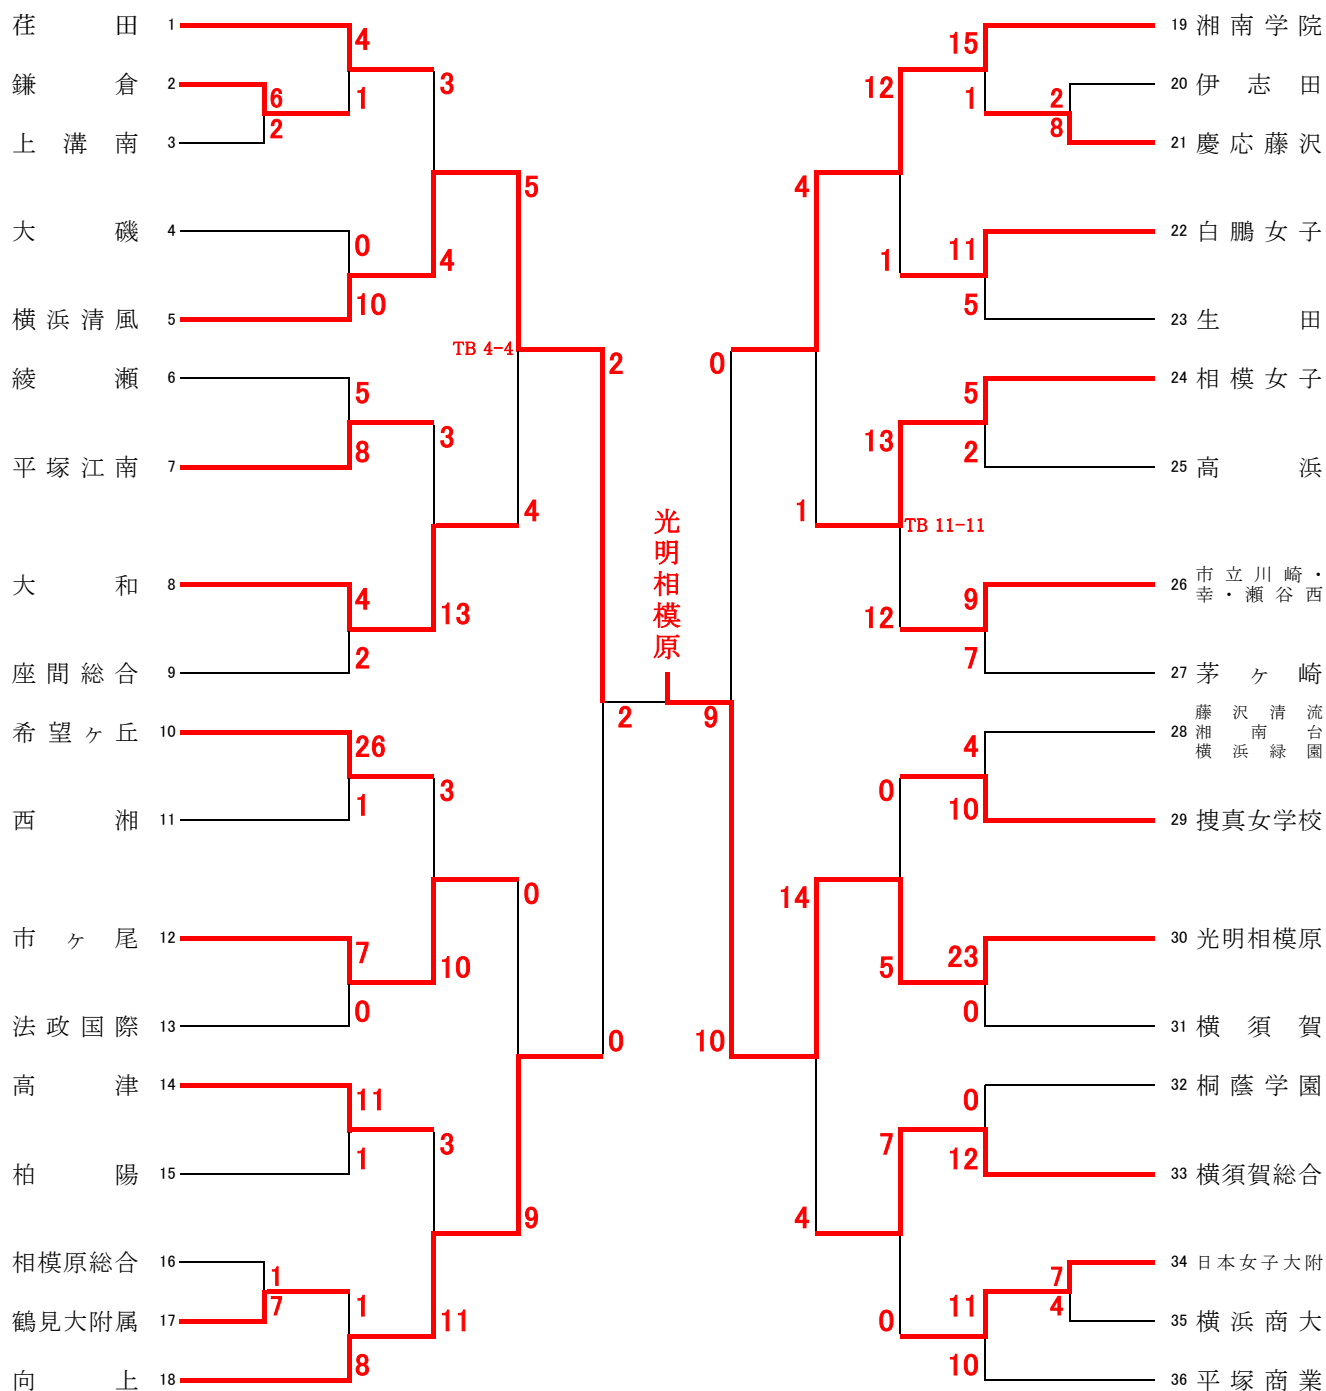 荏田 1
鎌倉 2
上溝南 3
大磯 4
横浜清風 5
綾瀬 6
平塚江南 7
大和 8
座間総合 9
希望ヶ丘 10
西湘 11
市ヶ尾 12
法政国際 13
高津 14
柏陽 15
相模原総合 16
鶴見大附属 17
向上 18
4
1
6
2
3
0
10
4
5
TB 4-4
5
8
3
4
2
13
4
2
26
1
3
7
0
10
0
11
1
3
1
7
1
8
11
9
0
2
光明相模原
9
0
10
4
12
15
1
2
8
1
11
5
1
13
5
2
TB 11-11
12
9
7
14
0
4
10
5
23
0
4
7
0
12
0
11
7
4
10
19 湘南学院
20 伊志田
21 慶応藤沢
22 白鵬女子
23 生田
24 相模女子
25 高浜
26 市立川崎・
幸・瀬谷西
27 茅ヶ崎
藤沢清流
28 湘南台
横浜緑園
29 捜真女学校
30 光明相模原
31 横須賀
32 桐蔭学園
33 横須賀総合
34 日本女子大附
35 横浜商大
36 平塚商業